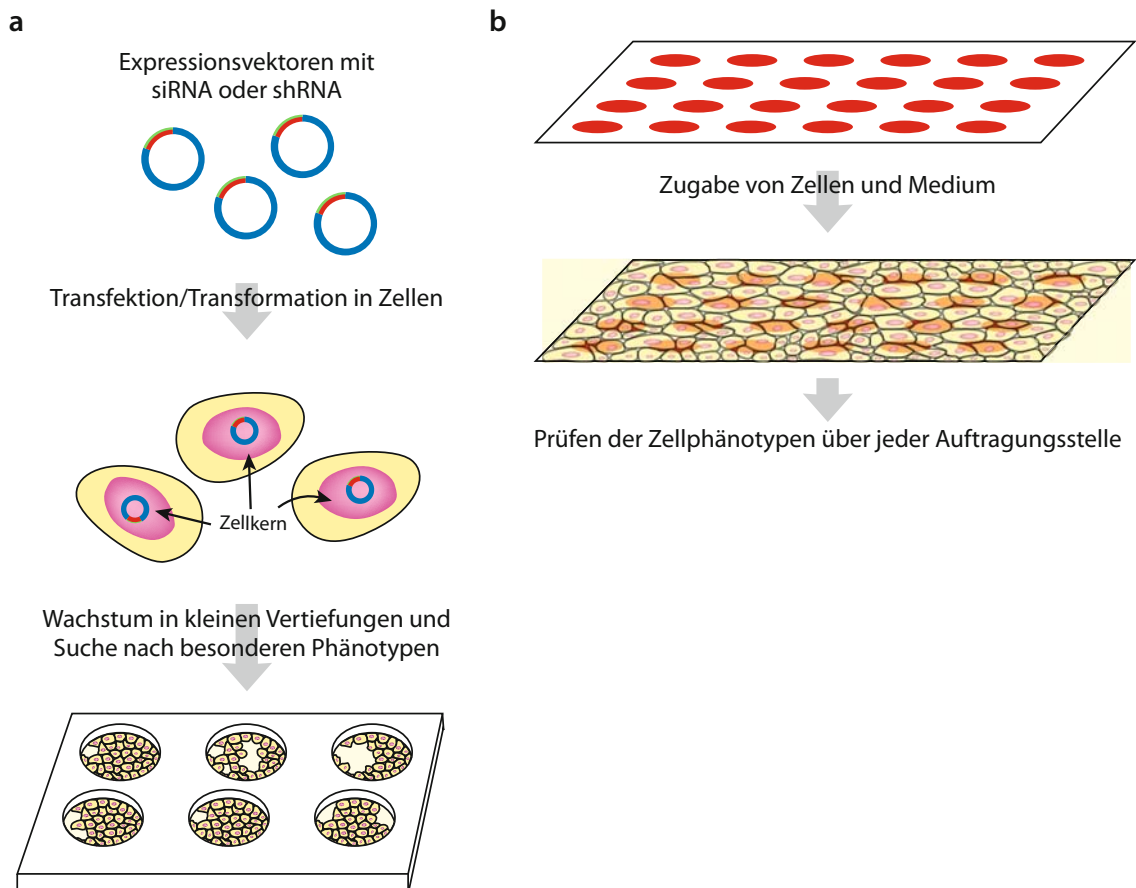 a
Expressionsvektoren mit
siRNA oder shRNA
Transfektion/Transformation in Zellen
Zellkern
Wachstum in kleinen Vertiefungen und
Suche nach besonderen Phänotypen
b
Zugabe von Zellen und Medium
Prüfen der Zellphänotypen über jeder Auftragungsstelle